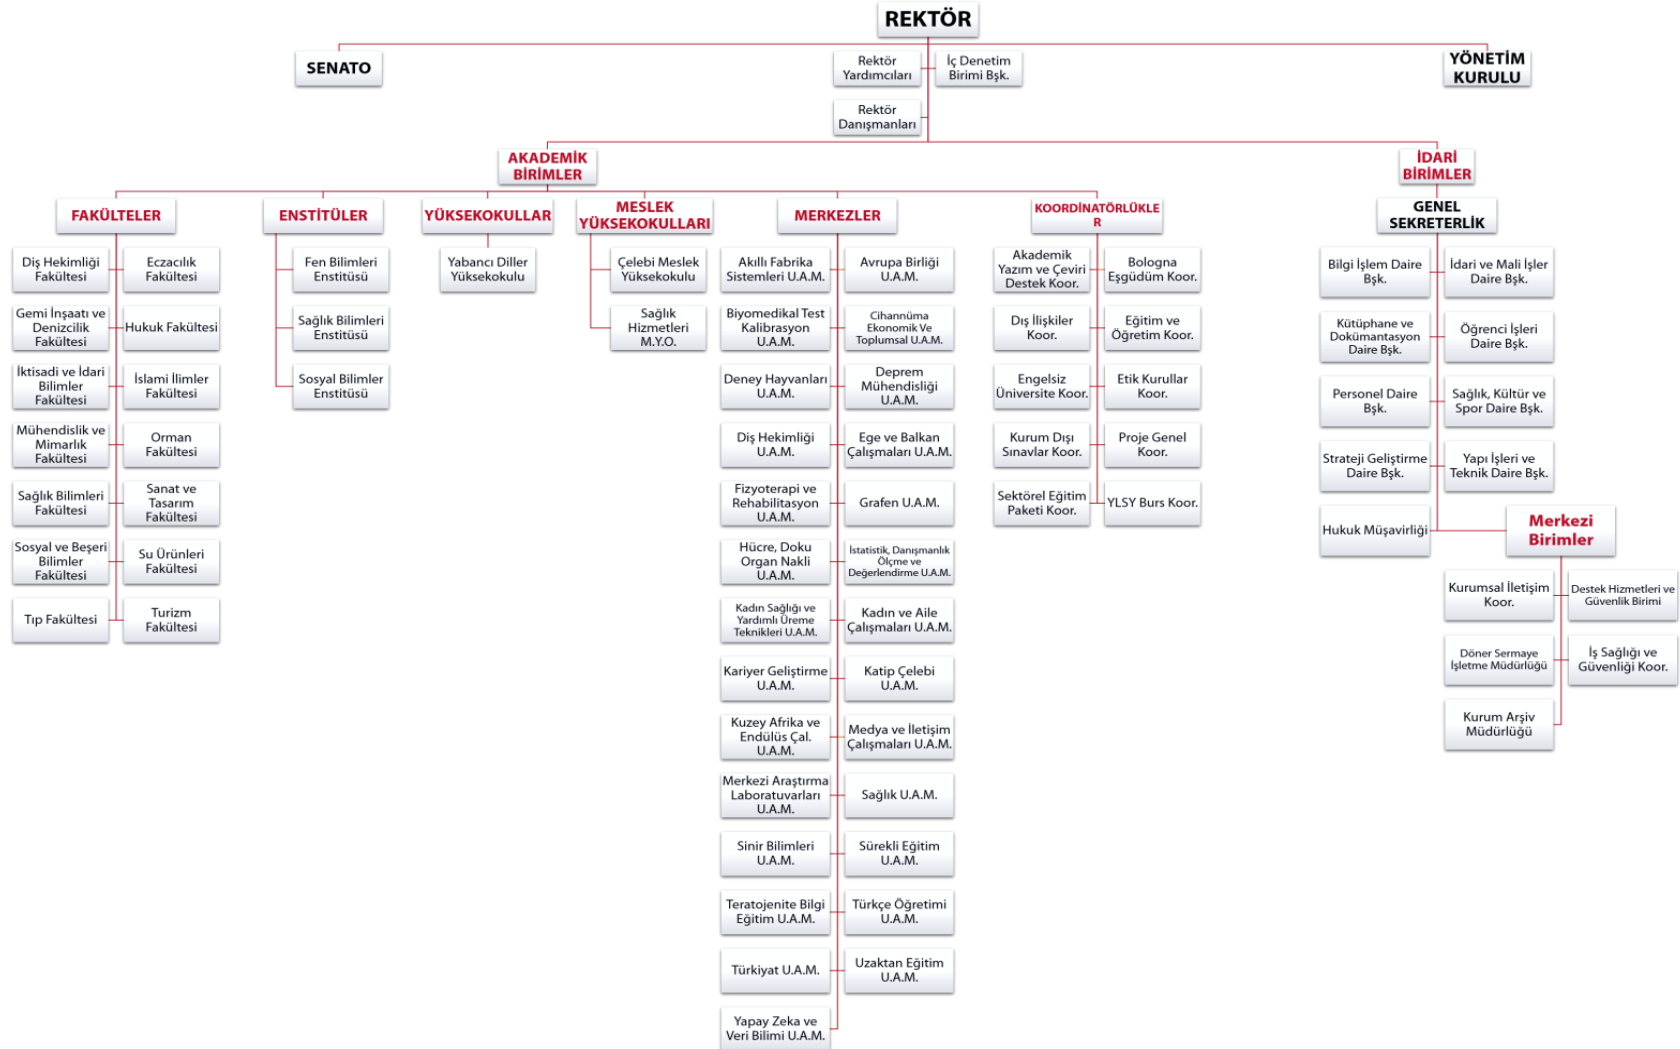 REKTÖR
SENATO
Rektör
Yardımcıları
İç Denetim
Birimi Bşk.
YÖNETİM
KURULU
Rektör
Danışmanları
AKADEMİK
BİRİMLER
İDARİ
BİRİMLER
FAKÜLTELER
Diş Hekimliği
Fakültesi
Eczacılık
Fakültesi
Gemi İnşaatı ve
Denizcilik
Fakültesi
Hukuk Fakültesi
İktisadi ve İdari
Bilimler
Fakültesi
İslami İlimler
Fakültesi
Mühendislik ve
Mimarlık
Fakültesi
Orman
Fakültesi
Sağlık Bilimleri
Fakültesi
Sanat ve
Tasarım
Fakültesi
Sosyal ve Beşeri
Bilimler
Fakültesi
Su Ürünleri
Fakültesi
Tıp Fakültesi
Turizm
Fakültesi
ENSTİTÜLER
Fen Bilimleri
Enstitüsü
Sağlık Bilimleri
Enstitüsü
Sosyal Bilimler
Enstitüsü
YÜKSEKOKULLAR
Yabancı Diller
Yüksekokulu
MESLEK
YÜKSEKOKULLARI
Çelebi Meslek
Yüksekokulu
Sağlık
Hizmetleri
M.Y.O.
MERKEZLER
Akıllı Fabrika
Sistemleri U.A.M.
Avrupa Birliği
U.A.M.
Biyomedikal Test
Kalibrasyon
U.A.M.
Cihannüma
Ekonomik Ve
Toplumsal U.A.M.
Deney Hayvanları
U.A.M.
Deprem
Mühendisliği
U.A.M.
Diş Hekimliği
U.A.M.
Ege ve Balkan
Çalışmaları U.A.M.
Fizyoterapi ve
Rehabilitasyon
U.A.M.
Grafen U.A.M.
Hücre, Doku
Organ Nakli
U.A.M.
İstatistik, Danışmanlık
Ölçme ve
Değerlendirme U.A.M.
Kadın Sağlığı ve
Yardımlı Üreme
Teknikleri U.A.M.
Kadın ve Aile
Çalışmaları U.A.M.
Kariyer Geliştirme
U.A.M.
Katip Çelebi
U.A.M.
Kuzey Afrika ve
Endülüs Çal.
U.A.M.
Medya ve İletişim
Çalışmaları U.A.M.
Merkezi Araştırma
Laboratuvarları
U.A.M.
Sağlık U.A.M.
Sinir Bilimleri
U.A.M.
Sürekli Eğitim
U.A.M.
Teratojenite Bilgi
Eğitim U.A.M.
Türkçe Öğretimi
U.A.M.
Türkiyat U.A.M.
Uzaktan Eğitim
U.A.M.
Yapay Zeka ve
Veri Bilimi U.A.M.
KOORDİNATÖRLÜKLE
R
Akademik
Yazım ve Çeviri
Destek Koor.
Bologna
Eşgüdüm Koor.
Dış İlişkiler
Koor.
Eğitim ve
Öğretim Koor.
Engelsiz
Üniversite Koor.
Etik Kurullar
Koor.
Kurum Dışı
Sınavlar Koor.
Proje Genel
Koor.
Sektörel Eğitim
Paketi Koor.
YLSY Burs Koor.
GENEL
SEKRETERLİK
Bilgi İşlem Daire
Bşk.
İdari ve Mali İşler
Daire Bşk.
Kütüphane ve
Dokümantasyon
Daire Bşk.
Öğrenci İşleri
Daire Bşk.
Personel Daire
Bşk.
Sağlık, Kültür ve
Spor Daire Bşk.
Strateji Geliştirme
Daire Bşk.
Yapı İşleri ve
Teknik Daire Bşk.
Hukuk Müşavirliği
Merkezi
Birimler
Kurumsal İletişim
Koor.
Destek Hizmetleri ve
Güvenlik Birimi
Döner Sermaye
İşletme Müdürlüğü
İş Sağlığı ve
Güvenliği Koor.
Kurum Arşiv
Müdürlüğü